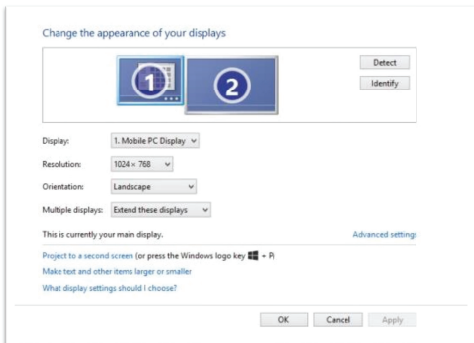 Change the appearance of your displays
1
2
Detect
Identify
Display: 1. Mobile PC Display
Resolution: 1024 × 768
Orientation: Landscape
Multiple displays: Extend these displays
This is currently your main display. Advanced settings
Project to a second screen (or press the Windows logo key + P
Make text and other items larger or smaller
What display settings should I choose?
OK Cancel Apply